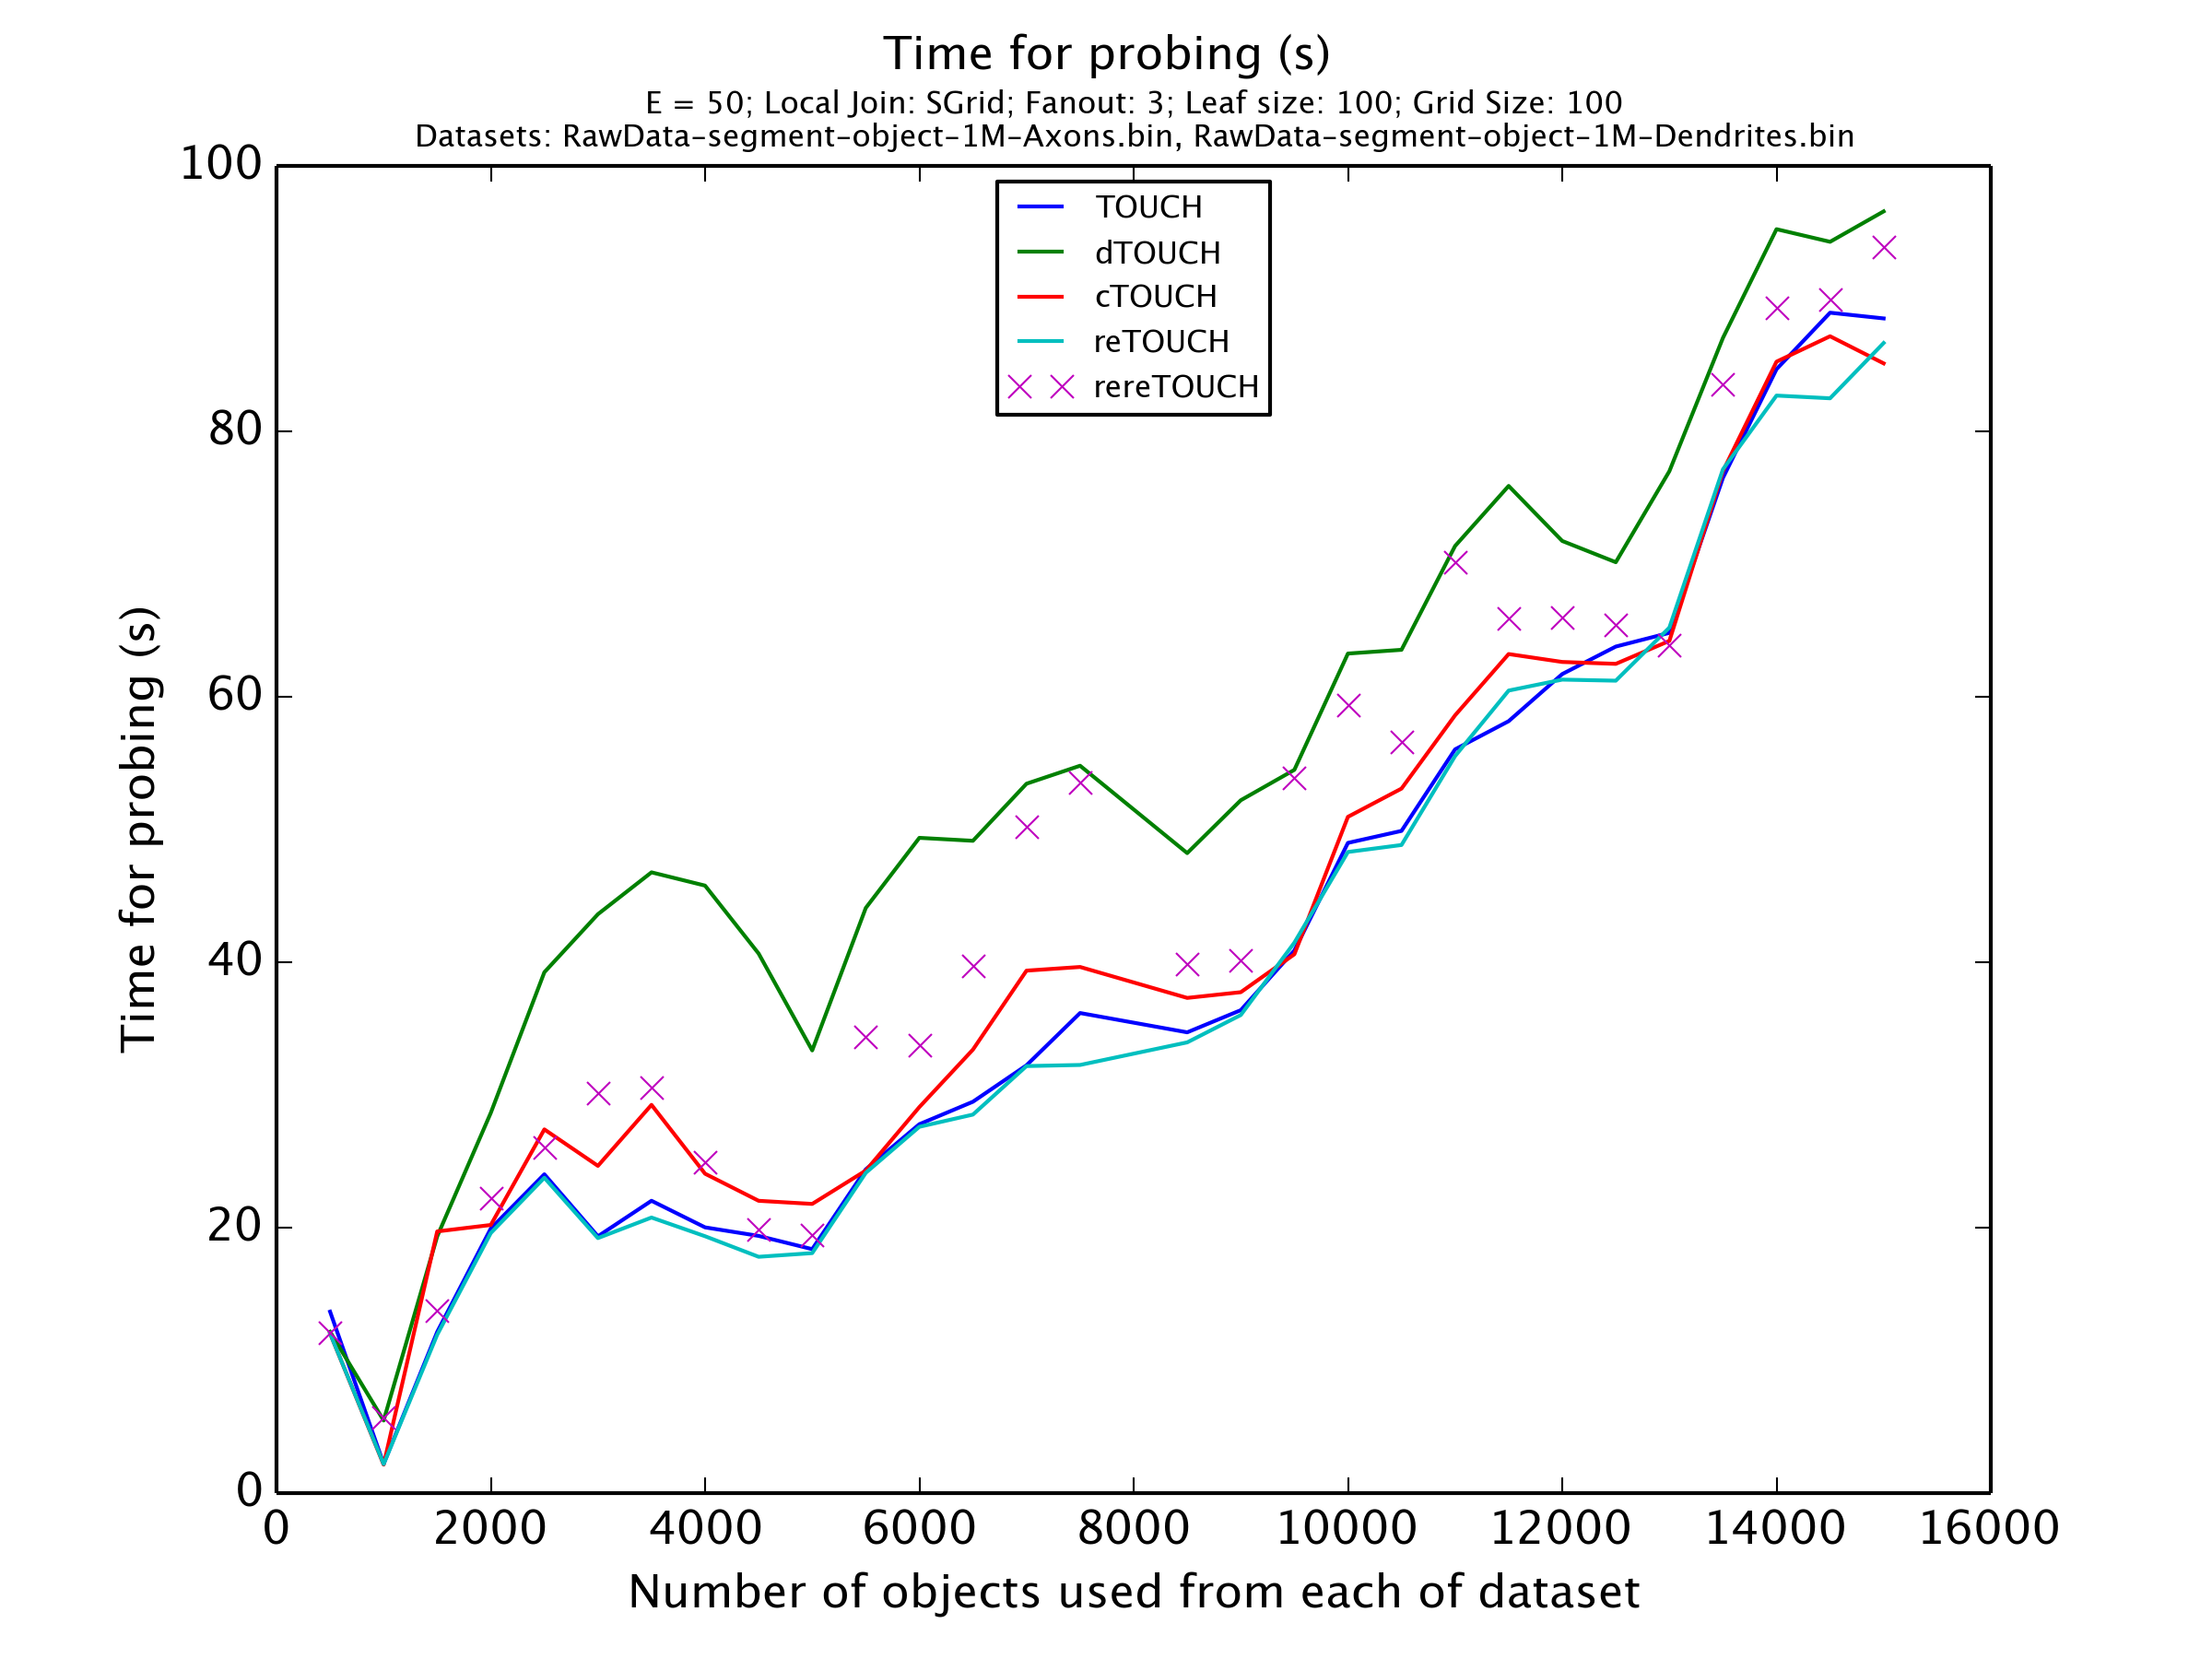 Time for probing (s)
E = 50; Local Join: SGrid; Fanout: 3; Leaf size: 100; Grid Size: 100
Datasets: RawData-segment-object-1M-Axons.bin, RawData-segment-object-1M-Dendrites.bin
TOUCH
dTOUCH
cTOUCH
reTOUCH
rereTOUCH
100
80
60
40
20
0
Time for probing (s)
0 2000 4000 6000 8000 10000 12000 14000 16000
Number of objects used from each of dataset